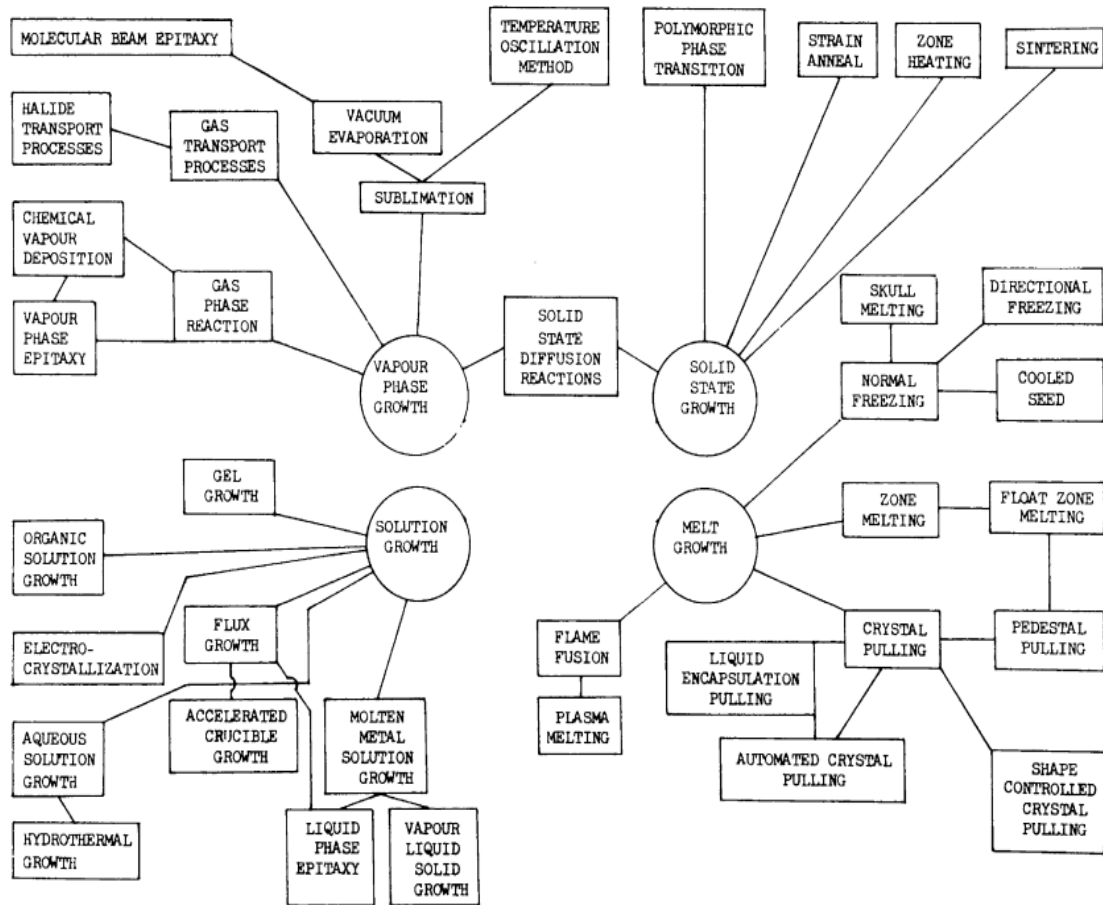 MOLECULAR BEAM EPITAXY
TEMPERATURE
OSCILLATION
METHOD
POLYMORPHIC
PHASE
TRANSITION
STRAIN
ANNEAL
ZONE
HEATING
SINTERING
HALIDE
TRANSPORT
PROCESSES
GAS
TRANSPORT
PROCESSES
VACUUM
EVAPORATION
SUBLIMATION
CHEMICAL
VAPOUR
DEPOSITION
VAPOUR
PHASE
EPITAXY
GAS
PHASE
REACTION
VAPOUR
PHASE
GROWTH
SOLID
STATE
DIFFUSION
REACTIONS
SOLID
STATE
GROWTH
SKULL
MELTING
DIRECTIONAL
FREEZING
NORMAL
FREEZING
COOLED
SEED
GEL
GROWTH
SOLUTION
GROWTH
MELT
GROWTH
ZONE
MELTING
FLOAT ZONE
MELTING
ORGANIC
SOLUTION
GROWTH
ELECTRO-
CRYSTALLIZATION
FLUX
GROWTH
FLAME
FUSION
CRYSTAL
PULLING
PEDESTAL
PULLING
LIQUID
ENCAPSULATION
PULLING
AQUEOUS
SOLUTION
GROWTH
ACCELERATED
CRUCIBLE
GROWTH
MOLTEN
METAL
SOLUTION
GROWTH
PLASMA
MELTING
AUTOMATED CRYSTAL
PULLING
SHAPE
CONTROLLED
CRYSTAL
PULLING
HYDROTHERMAL
GROWTH
LIQUID
PHASE
EPITAXY
VAPOUR
LIQUID
SOLID
GROWTH